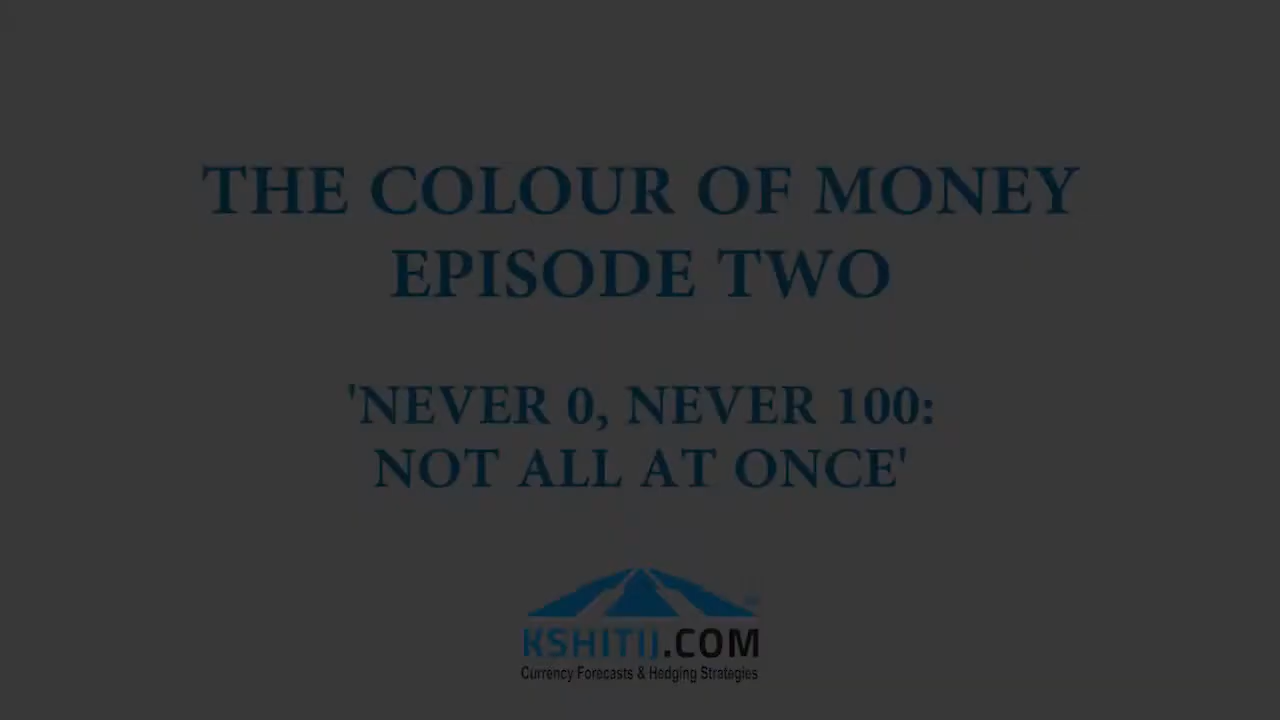 THE COLOUR OF MONEY
EPISODE TWO
'NEVER 0, NEVER 100:
NOT ALL AT ONCE'
KSHITIJ.COM
Currency Forecasts & Hedging Strategies